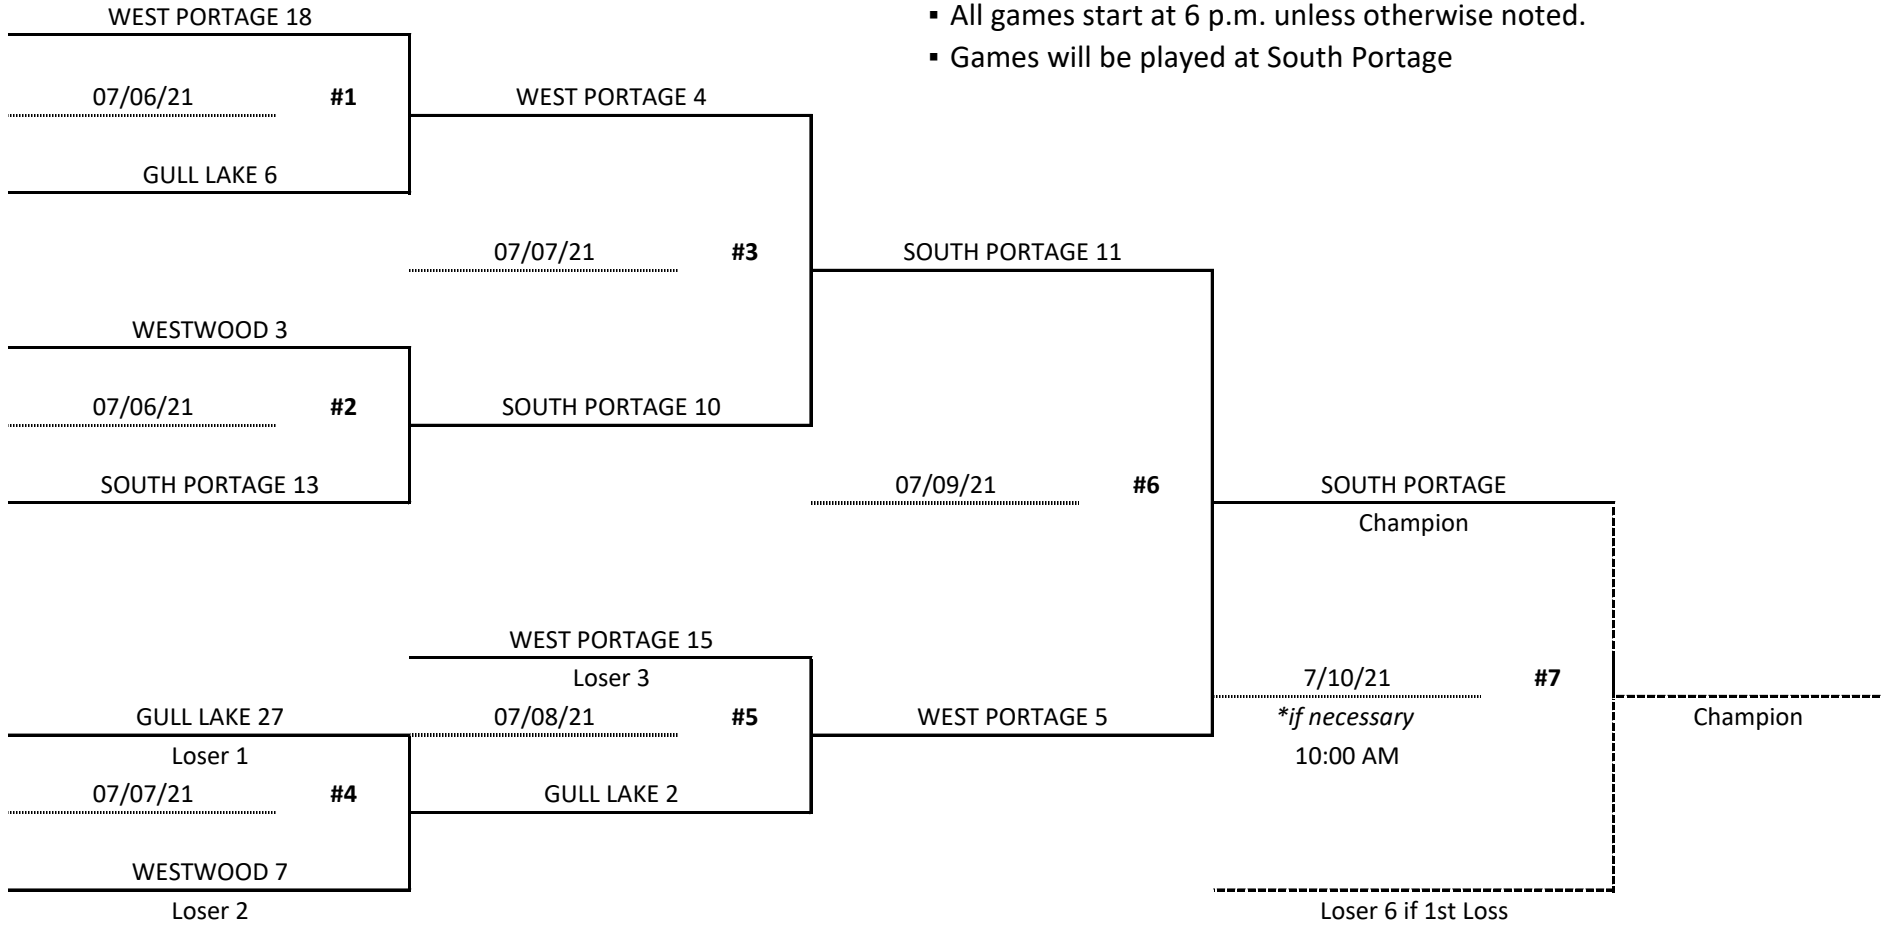 WEST PORTAGE 18
▪ All games start at 6 p.m. unless otherwise noted.
▪ Games will be played at South Portage
07/06/21 #1 WEST PORTAGE 4
GULL LAKE 6
07/07/21 #3 SOUTH PORTAGE 11
WESTWOOD 3
07/06/21 #2 SOUTH PORTAGE 10
SOUTH PORTAGE 13 07/09/21 #6 SOUTH PORTAGE
Champion
WEST PORTAGE 15
Loser 3 7/10/21 #7
GULL LAKE 27 07/08/21 #5 WEST PORTAGE 5 *if necessary Champion
Loser 1 10:00 AM
07/07/21 #4 GULL LAKE 2
WESTWOOD 7
Loser 2 Loser 6 if 1st Loss